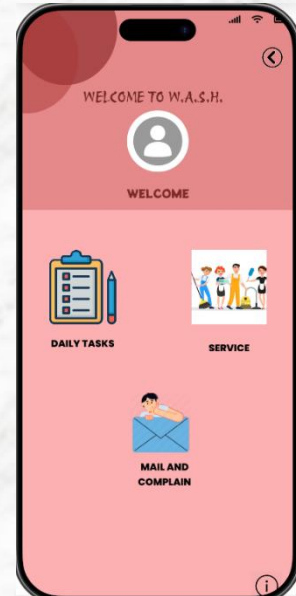 WELCOME TO W.A.S.H.
WELCOME
DAILY TASKS
SERVICE
MAIL AND
COMPLAIN